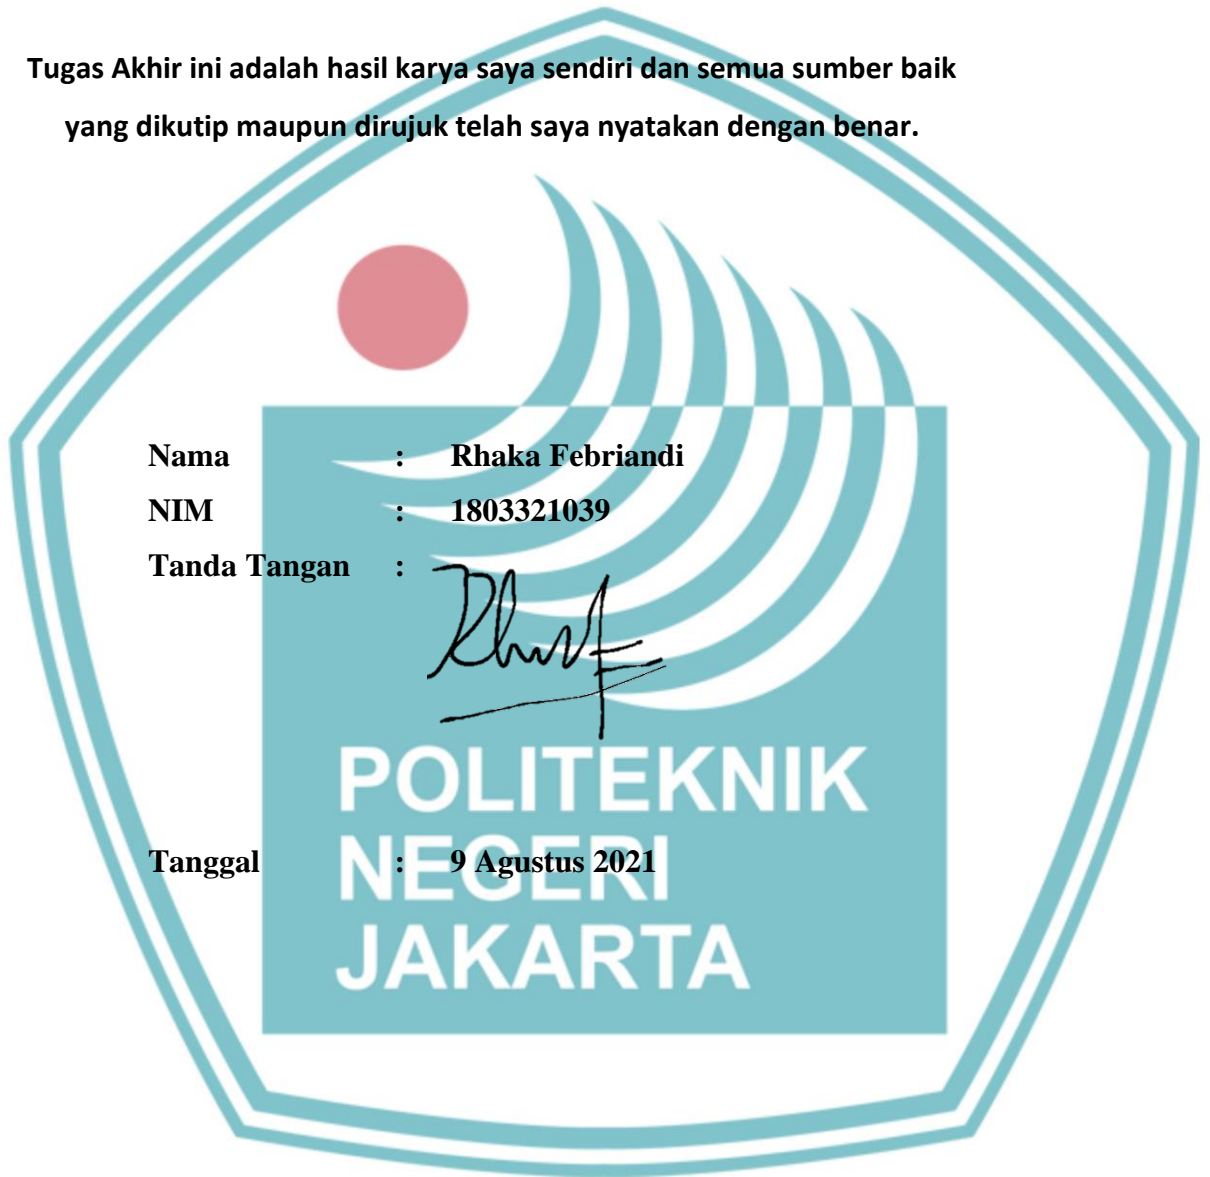 Tugas Akhir ini adalah hasil karya saya sendiri dan semua sumber baik
yang dikutip maupun dirujuk telah saya nyatakan dengan benar.
Nama : Rhaka Febriandi
NIM : 1803321039
Tanda Tangan :
POLITEKNIK
NEGERI
JAKARTA
Tanggal : 9 Agustus 2021